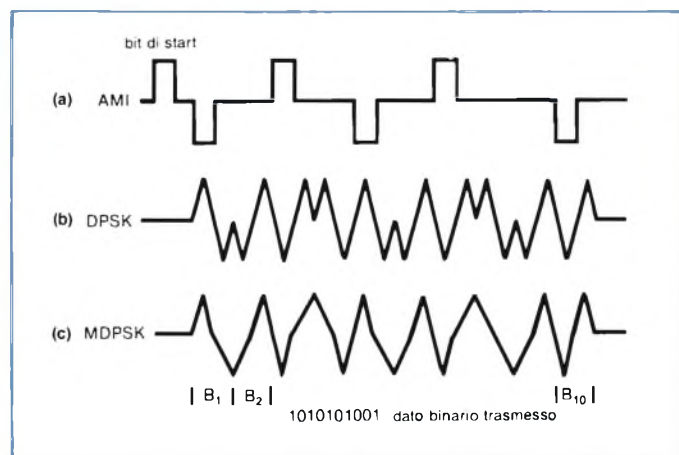 bit di start
(a) AMI
(b) DPSK
(c) MDPSK
| B₁ | B₂ | | B₁₀ |
1010101001 dato binario trasmesso